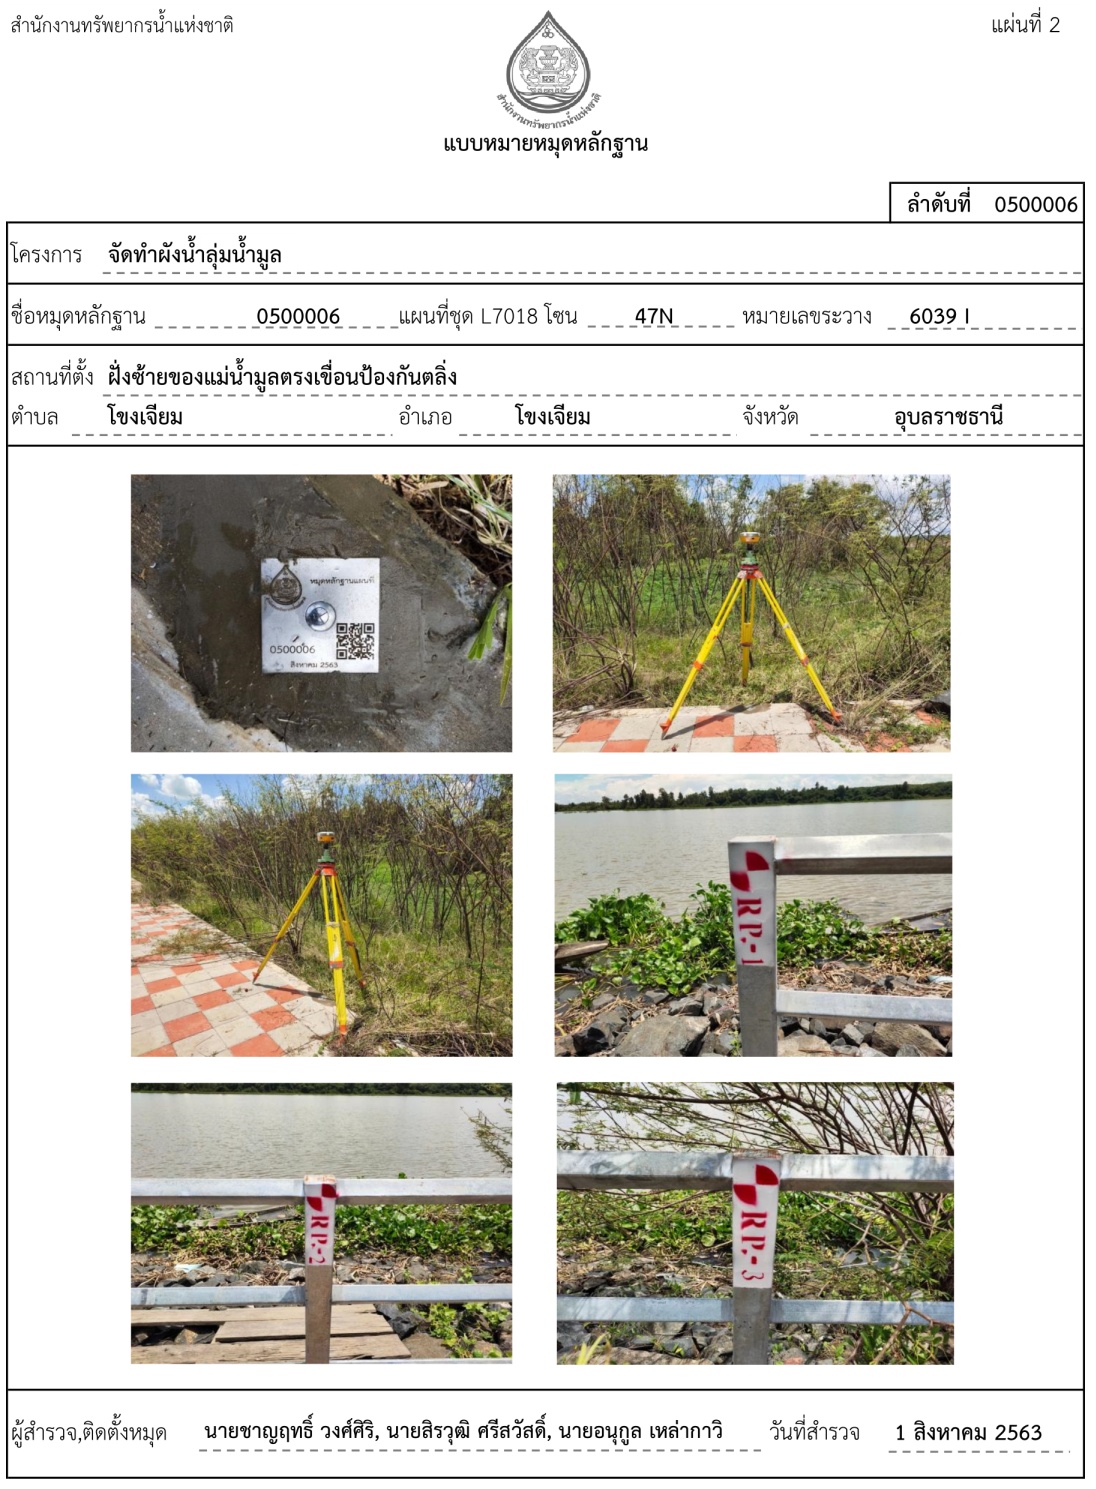 สำนักงานทรัพยากรน้ำแห่งชาติ
แผ่นที่ 2
สำนักงานทรัพยากรน้ำแห่งชาติ
แบบหมายหมุดหลักฐาน
ลำดับที่ 0500006
โครงการ จัดทำผังน้ำลุ่มน้ำมูล
ชื่อหมุดหลักฐาน 0500006 แผนที่ชุด L7018 โซน 47N หมายเลขระวาง 6039 I
สถานที่ตั้ง ฝั่งซ้ายของแม่น้ำมูลตรงเขื่อนป้องกันตลิ่ง
ตำบล โขงเจียม อำเภอ โขงเจียม จังหวัด อุบลราชธานี
หมุดหลักฐานแผนที่
0500006
สิงหาคม 2563
RP.-1
RP.-2
RP.-3
ผู้สำรวจ,ติดตั้งหมุด นายชาญฤทธิ์ วงศ์ศิริ, นายสิรวุฒิ ศรีสวัสดิ์, นายอนุกูล เหล่ากาวิ วันที่สำรวจ 1 สิงหาคม 2563